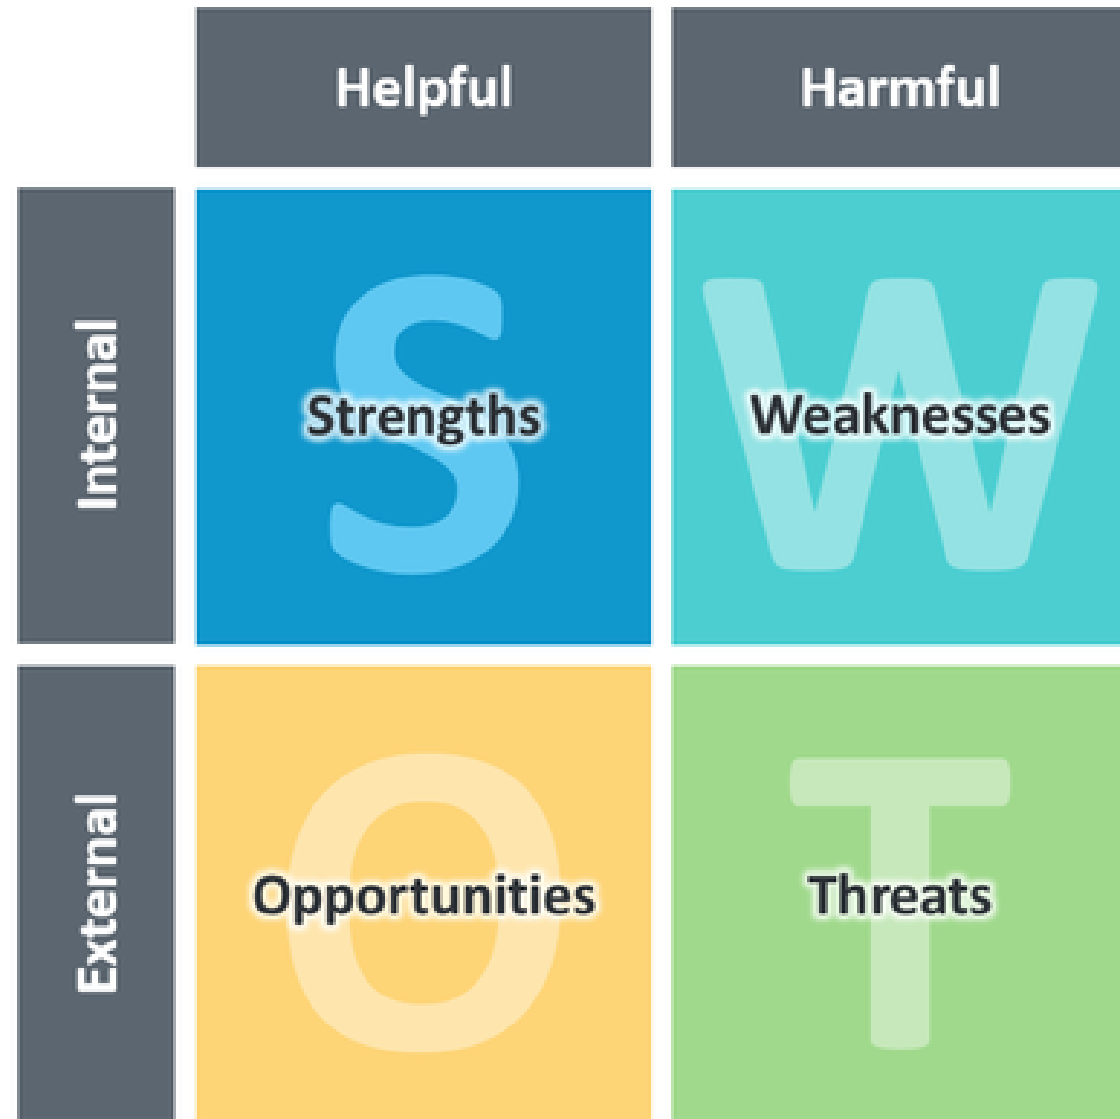 Helpful
Harmful
Internal
S
Strengths
W
Weaknesses
External
O
Opportunities
T
Threats